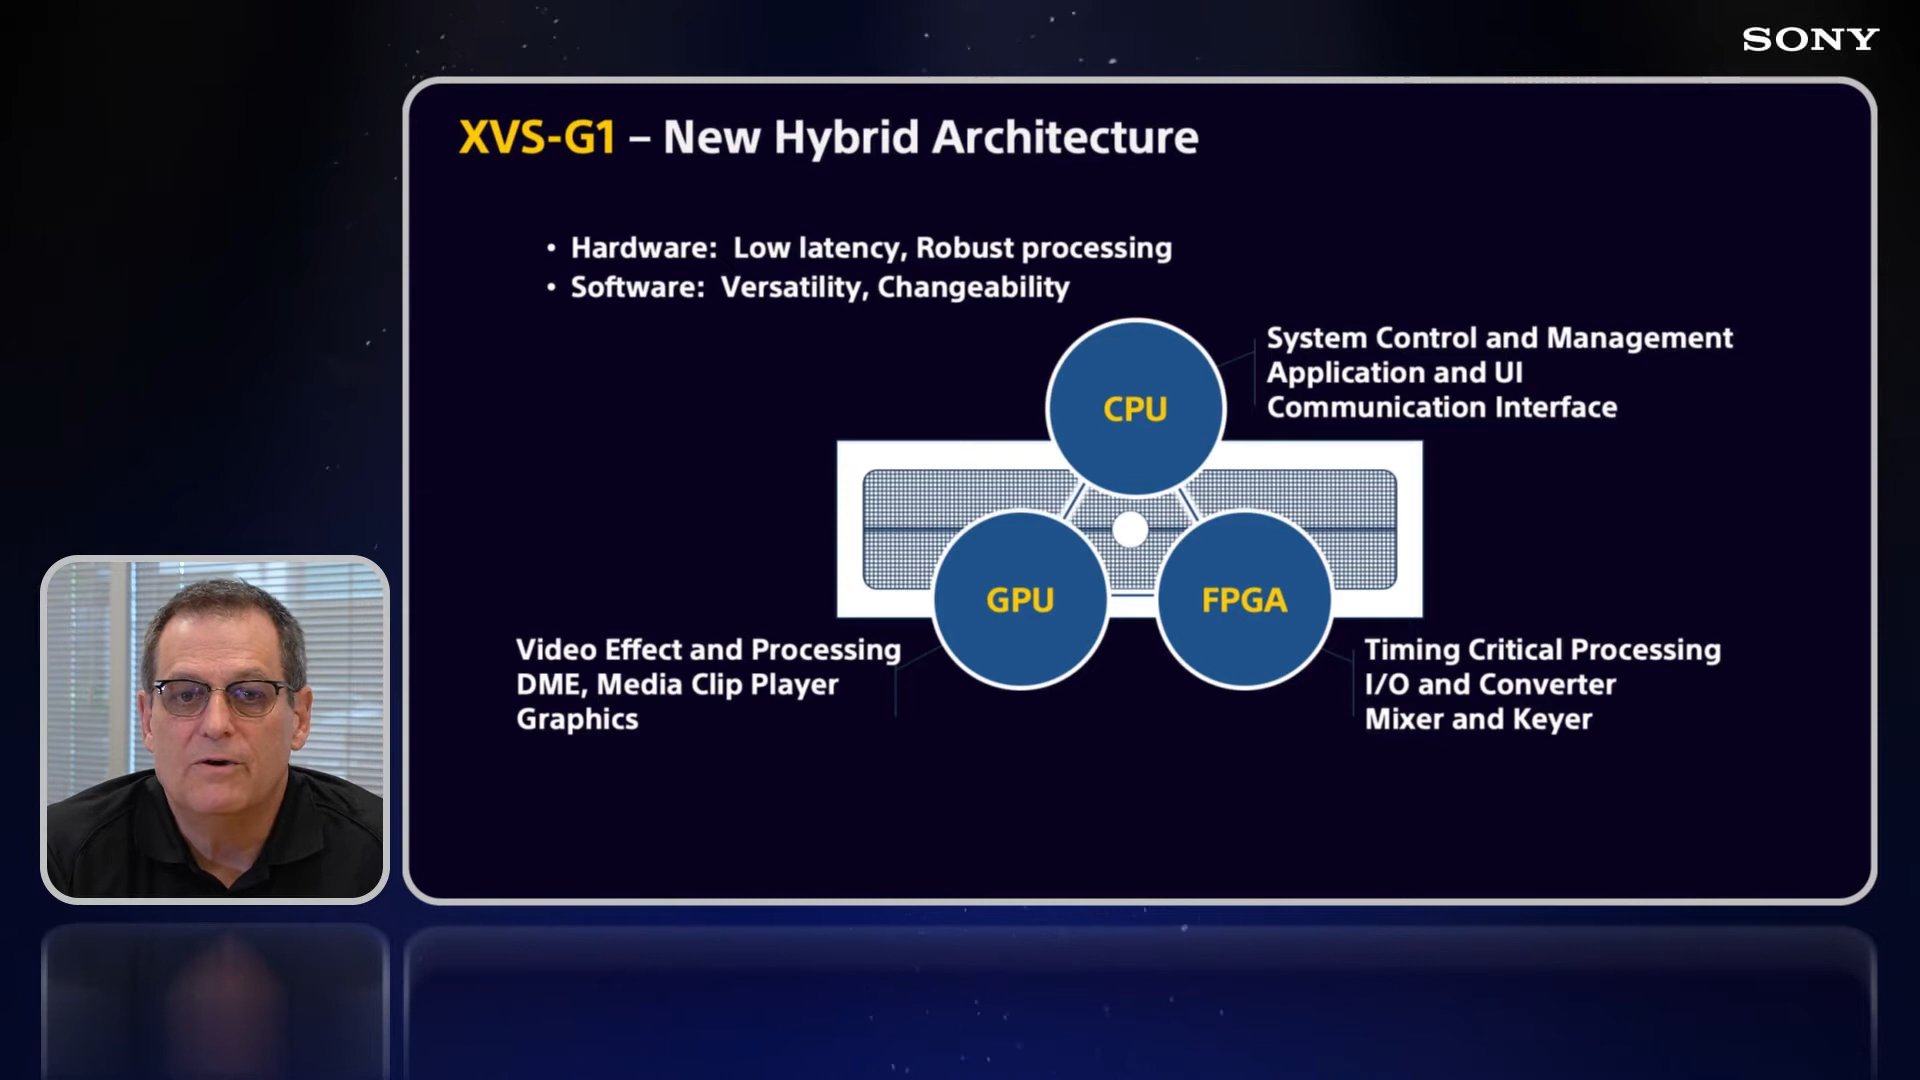 SONY
XVS-G1 – New Hybrid Architecture
• Hardware: Low latency, Robust processing
• Software: Versatility, Changeability
System Control and Management
Application and UI
Communication Interface
CPU
GPU
FPGA
Video Effect and Processing
DME, Media Clip Player
Graphics
Timing Critical Processing
I/O and Converter
Mixer and Keyer